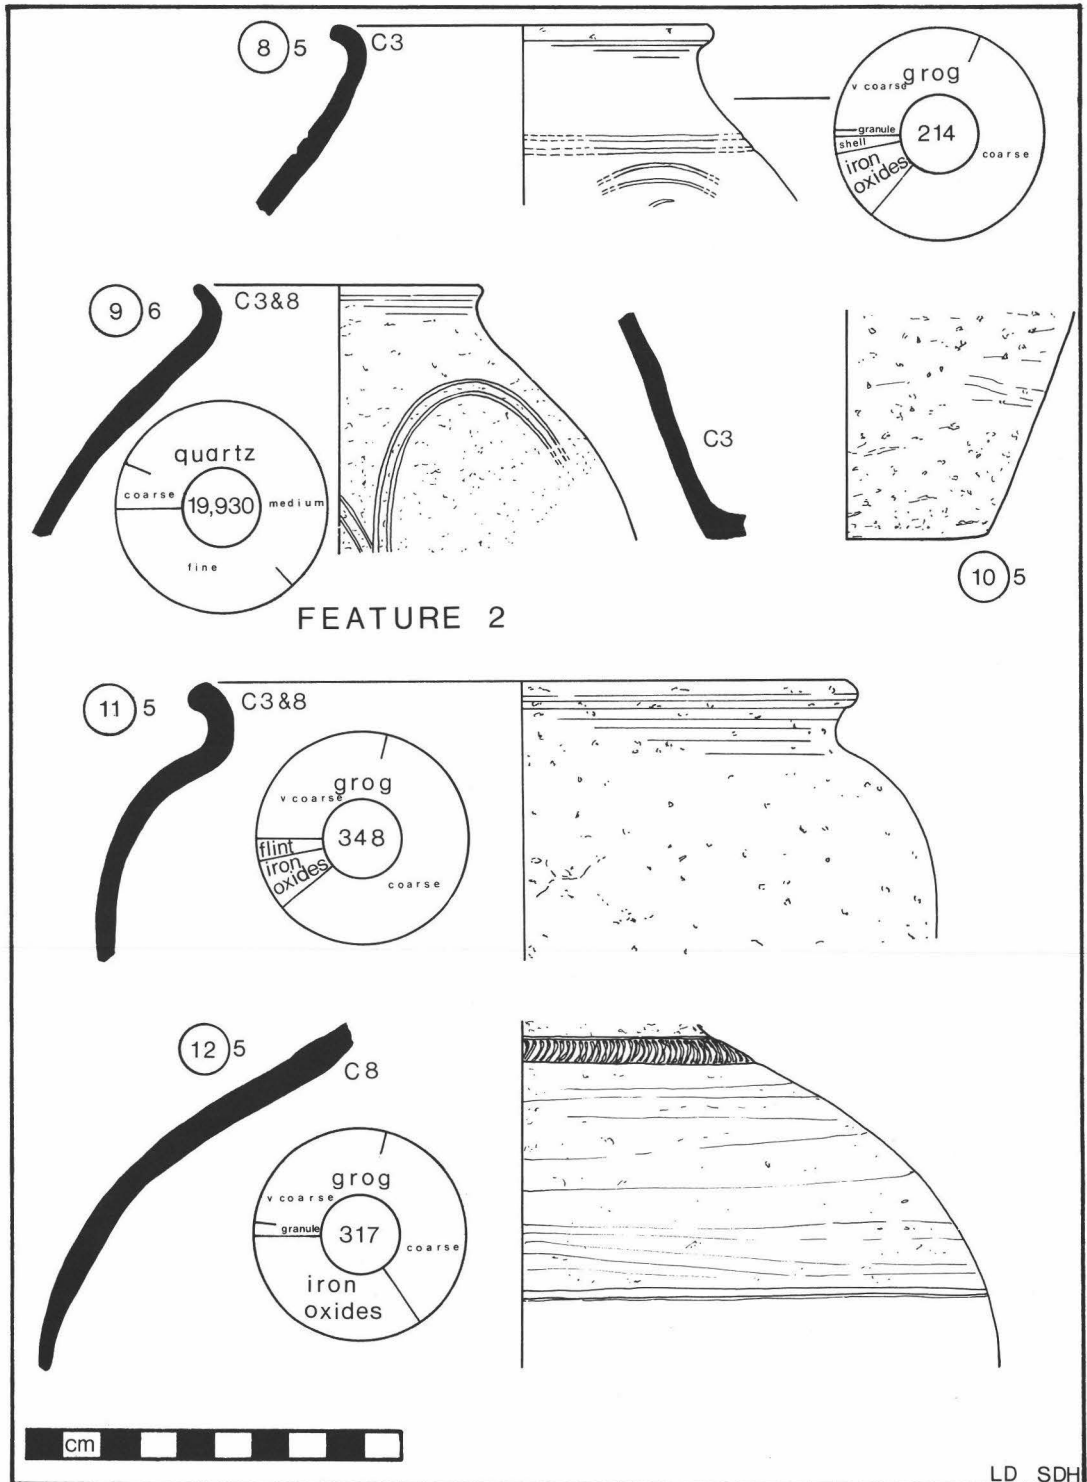 8 5 C3
grog
v coarse
granule
214
shell
coarse
iron
oxides
9 6 C3&8
quartz
coarse
19,930
medium
fine
C3
10 5
FEATURE 2
11 5 C3&8
grog
v coarse
348
flint
iron
oxides
coarse
12 5 C8
grog
v coarse
granule
317
coarse
iron
oxides
cm
LD SDH